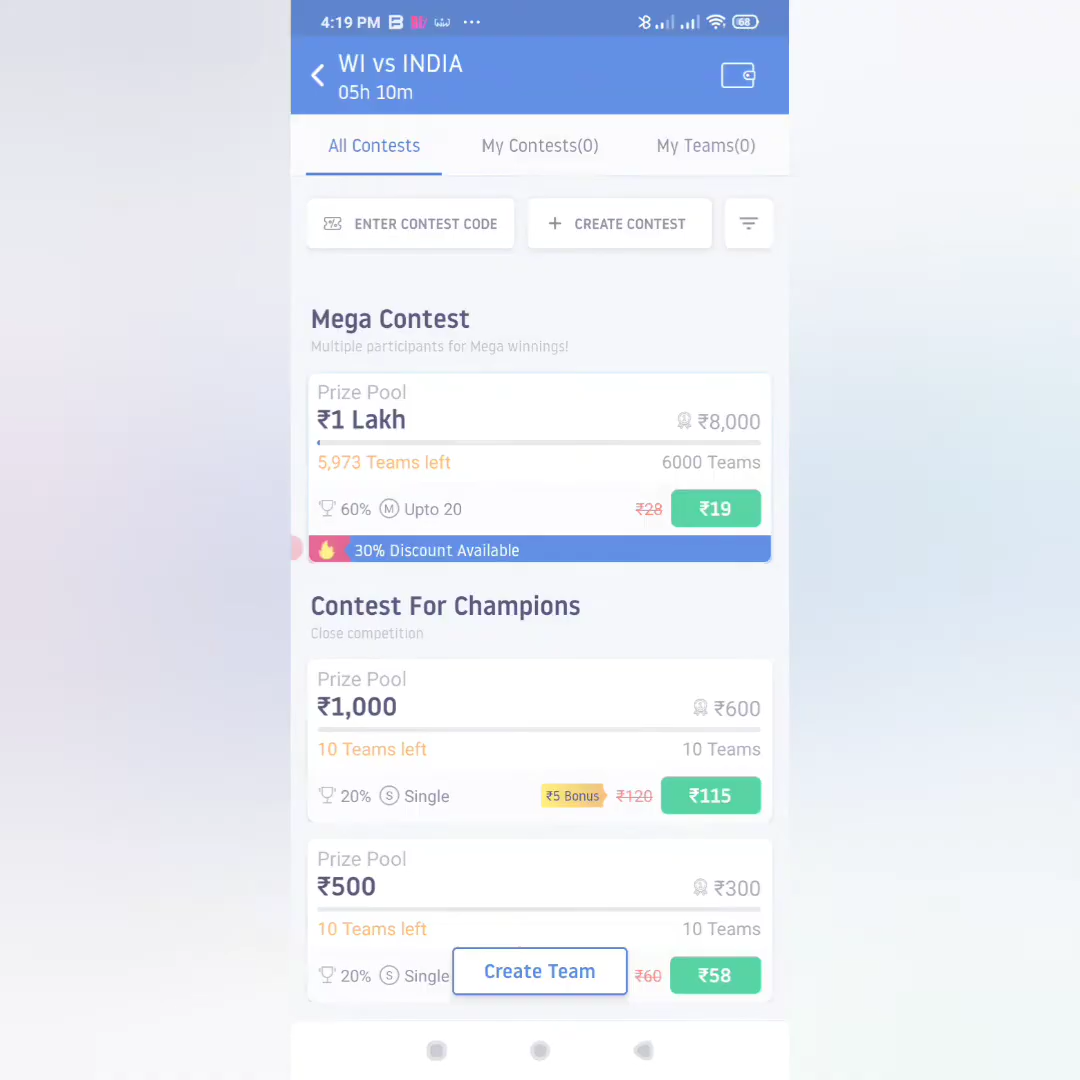 4:19 PM ... 68
WI vs INDIA
05h 10m
All Contests My Contests(0) My Teams(0)
ENTER CONTEST CODE + CREATE CONTEST
Mega Contest
Multiple participants for Mega winnings!
Prize Pool
₹1 Lakh ₹8,000
5,973 Teams left 6000 Teams
60% M Upto 20 ₹28 ₹19
30% Discount Available
Contest For Champions
Close competition
Prize Pool
₹1,000 ₹600
10 Teams left 10 Teams
20% S Single ₹5 Bonus ₹120 ₹115
Prize Pool
₹500 ₹300
10 Teams left 10 Teams
20% S Single Create Team ₹60 ₹58